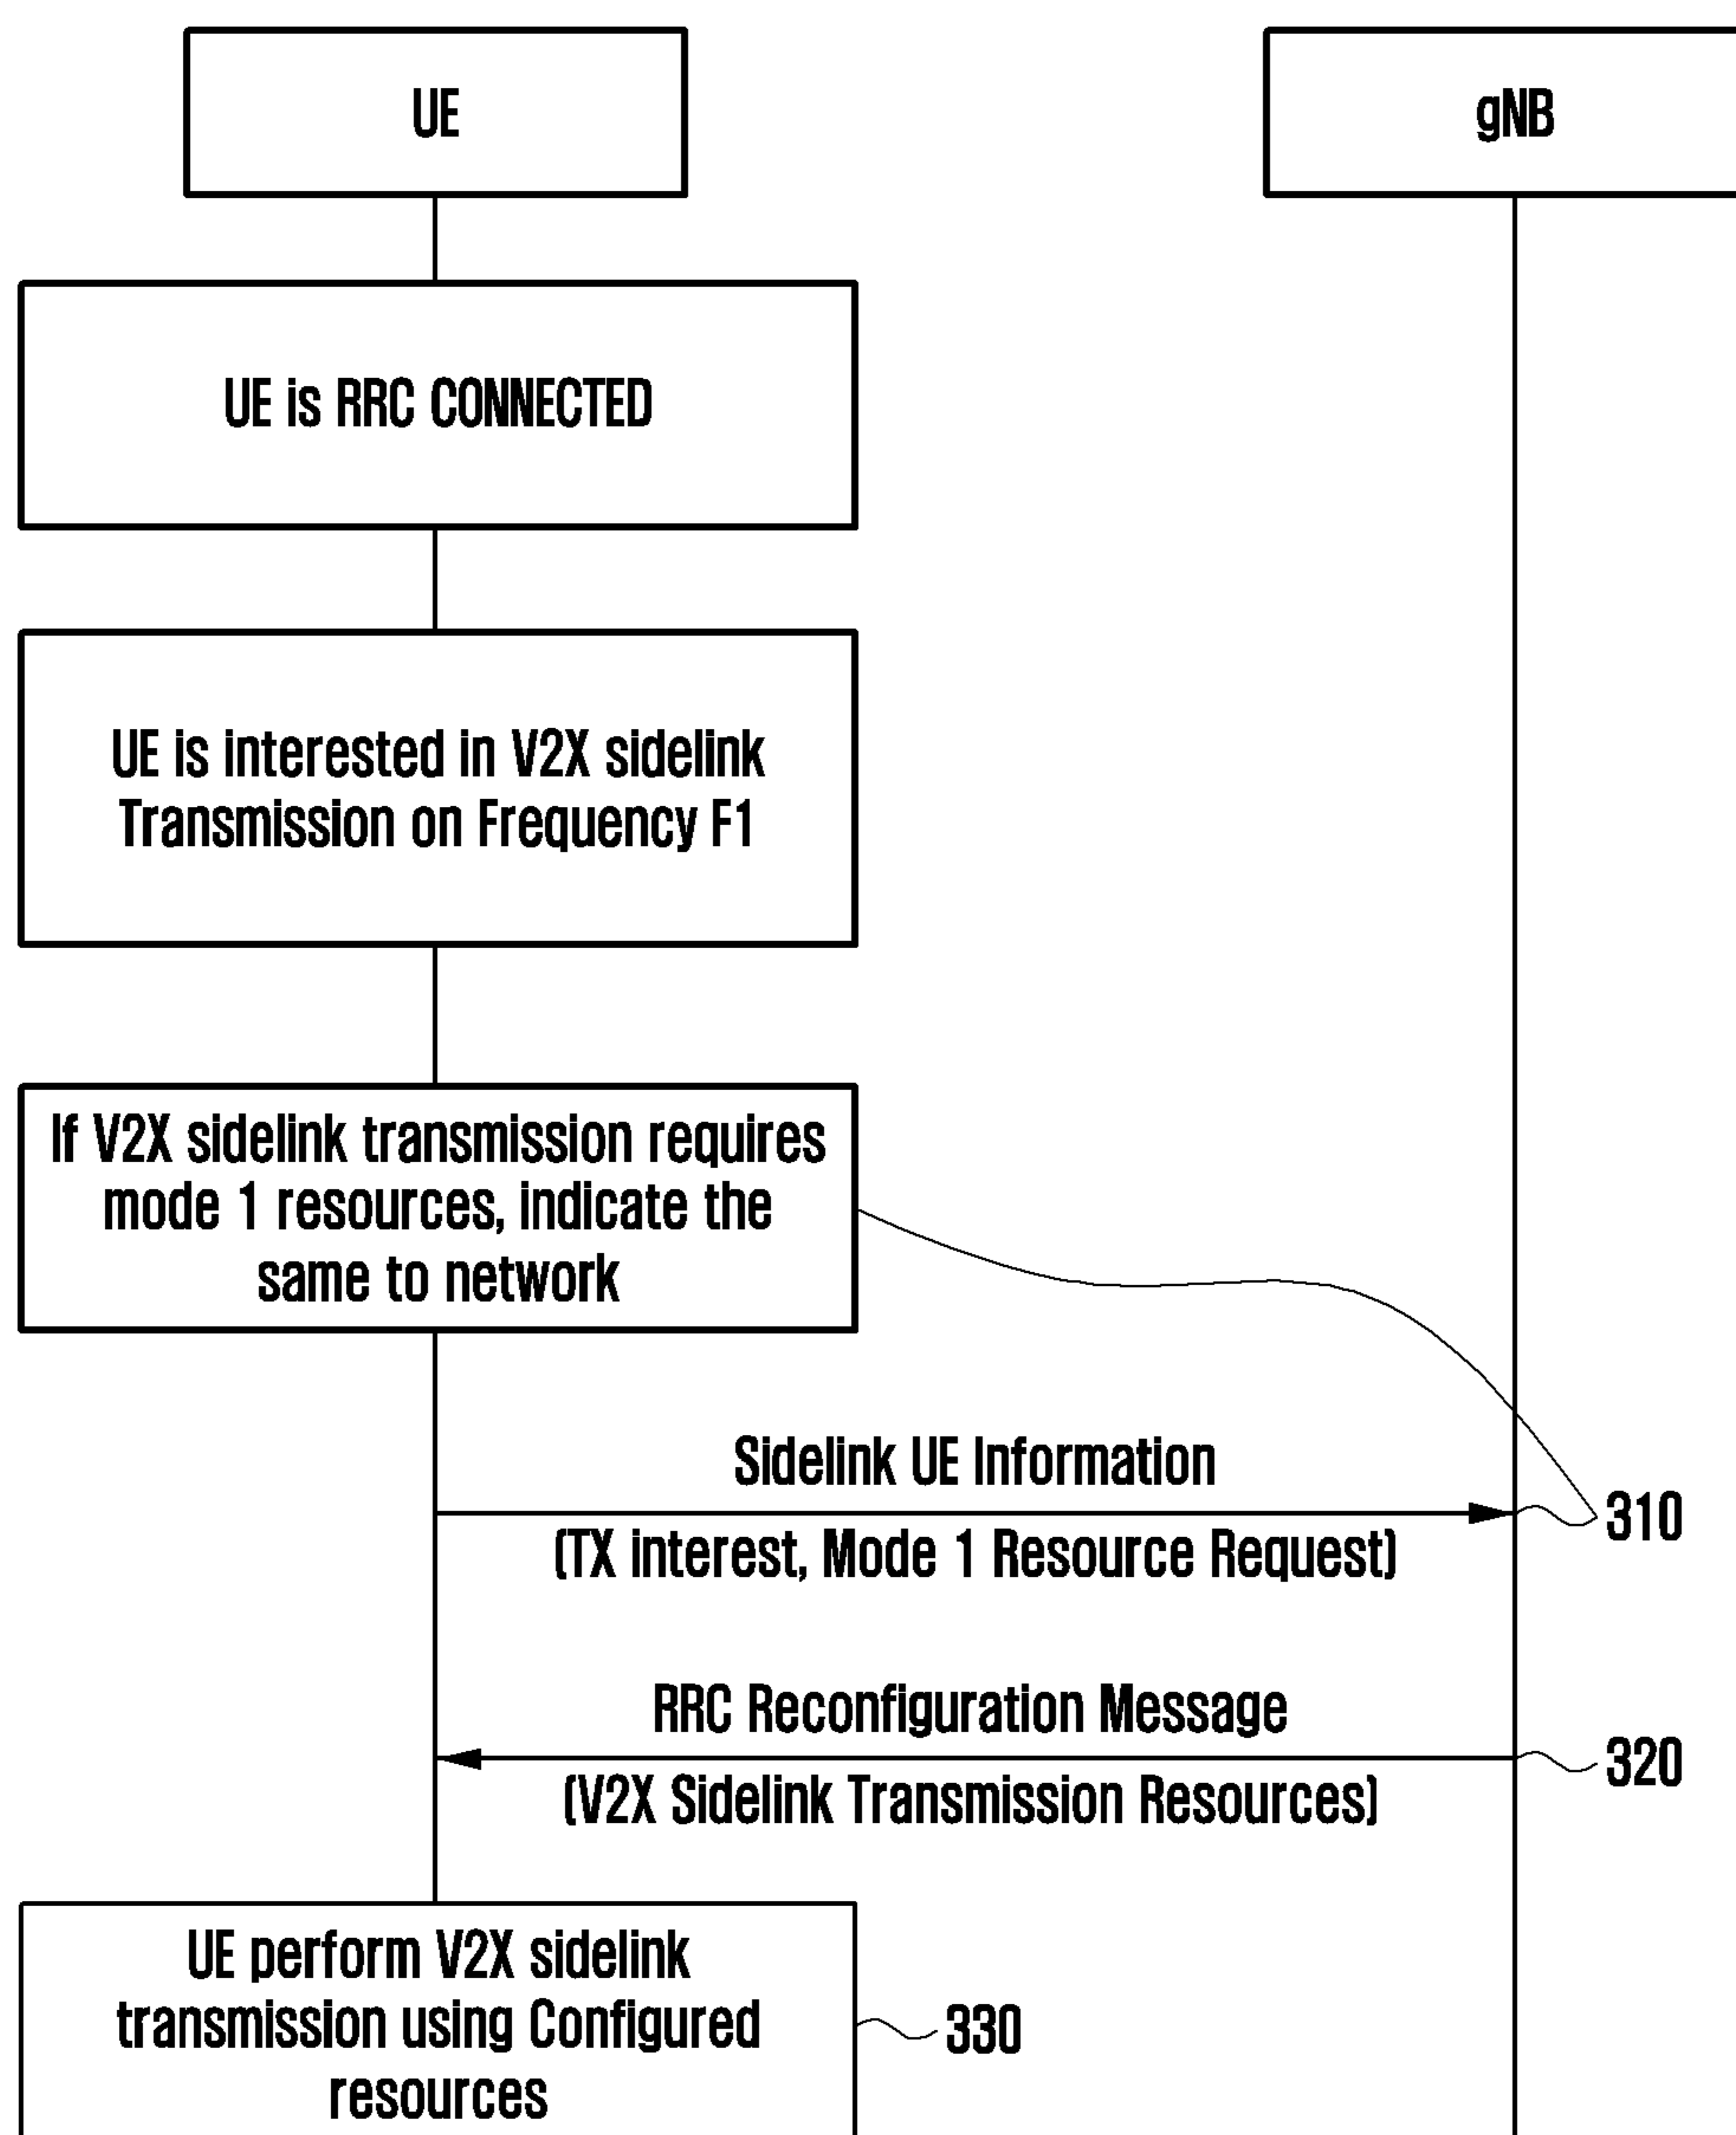 UE
gNB
UE is RRC CONNECTED
UE is interested in V2X sidelink
Transmission on Frequency F1
If V2X sidelink transmission requires
mode 1 resources, indicate the
same to network
Sidelink UE Information
(TX interest, Mode 1 Resource Request)
310
RRC Reconfiguration Message
(V2X Sidelink Transmission Resources)
320
UE perform V2X sidelink
transmission using Configured
resources
330